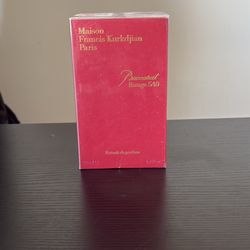 Maison
Francis Kurkdjian
Paris
Baccarat
Rouge 540
Extrait de parfum